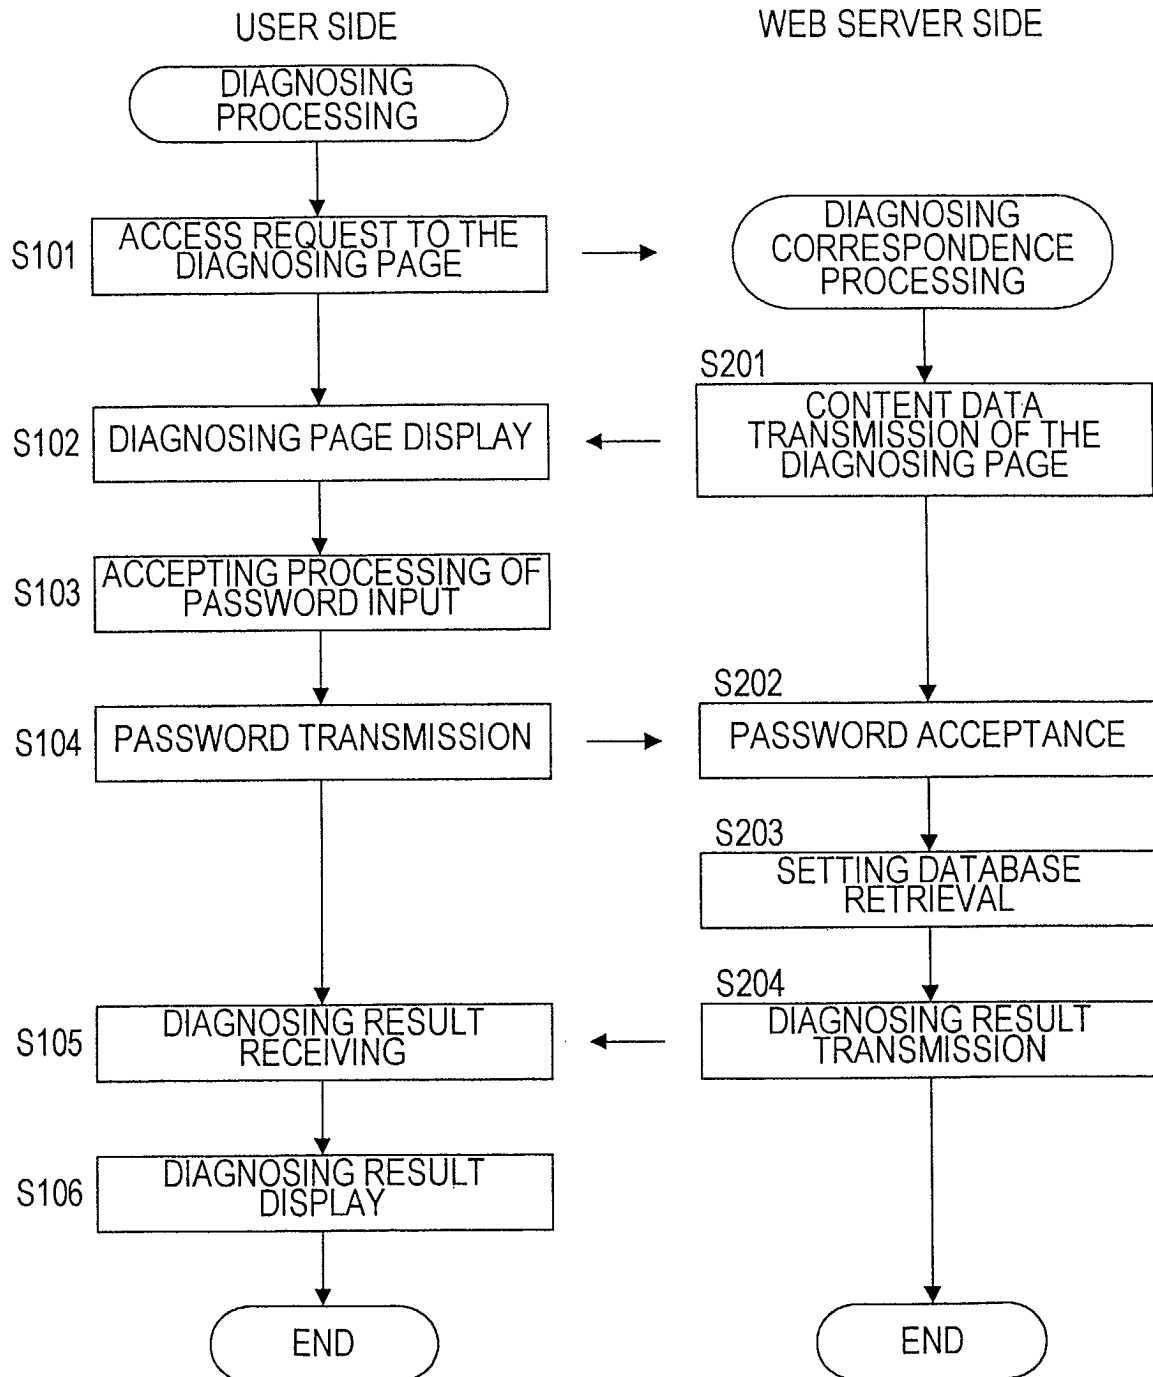 USER SIDE
WEB SERVER SIDE
DIAGNOSING
PROCESSING
S101
ACCESS REQUEST TO THE
DIAGNOSING PAGE
DIAGNOSING
CORRESPONDENCE
PROCESSING
S201
CONTENT DATA
TRANSMISSION OF THE
DIAGNOSING PAGE
S102
DIAGNOSING PAGE DISPLAY
S103
ACCEPTING PROCESSING OF
PASSWORD INPUT
S104
PASSWORD TRANSMISSION
S202
PASSWORD ACCEPTANCE
S203
SETTING DATABASE
RETRIEVAL
S204
DIAGNOSING RESULT
TRANSMISSION
S105
DIAGNOSING RESULT
RECEIVING
S106
DIAGNOSING RESULT
DISPLAY
END
END